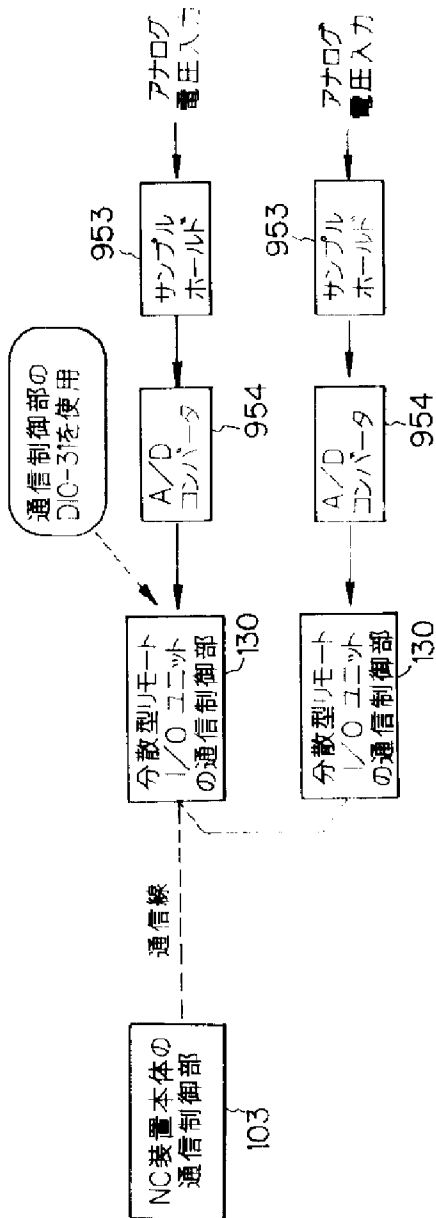 NC装置本体の
通信制御部
103
通信線
分散型リモート
I/O ユニット
の通信制御部
130
通信制御部の
DIO-31を使用
A/D
コンバータ
954
サンプル
ホールド
953
アナログ
電圧入力
分散型リモート
I/O ユニット
の通信制御部
130
A/D
コンバータ
954
サンプル
ホールド
953
アナログ
電圧入力